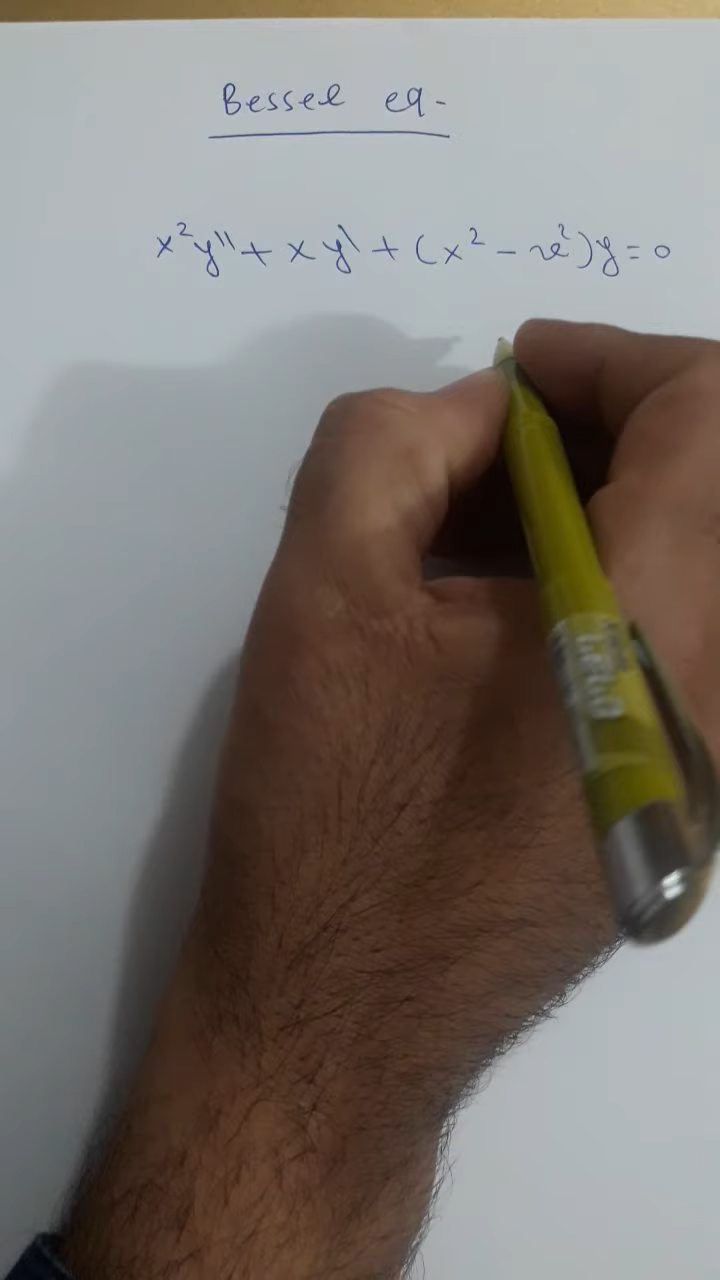 Bessel eq-
x²y'' + xy' + (x² - ν²)y = 0